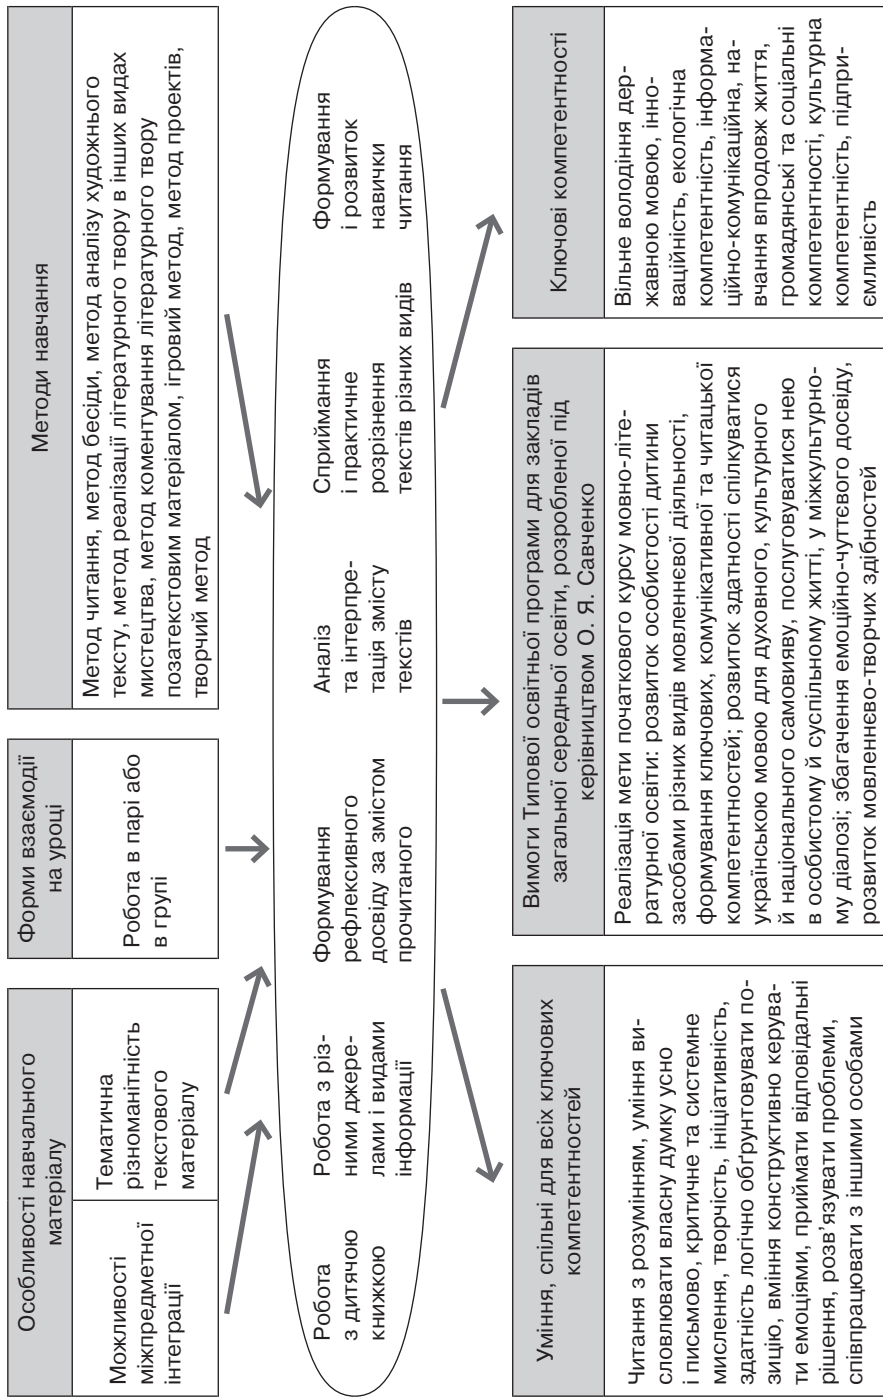 Особливості навчального
матеріалу
Можливості
міжпредметної
інтеграції
Тематична
різноманітність
текстового
матеріалу
Форми взаємодії
на уроці
Робота в парі або
в групі
Методи навчання
Метод читання, метод бесіди, метод аналізу художнього
тексту, метод реалізації літературного твору в інших видах
мистецтва, метод коментування літературного твору
позатекстовим матеріалом, ігровий метод, метод проектів,
творчий метод
Робота
з дитячою
книжкою
Робота з різ-
ними джере-
лами і видами
інформації
Формування
рефлексивного
досвіду за змістом
прочитаного
Аналіз
та інтерпре-
тація змісту
текстів
Сприймання
і практичне
розрізнення
текстів різних видів
Формування
і розвиток
навички
читання
Уміння, спільні для всіх ключових
компетентностей
Читання з розумінням, уміння ви-
словлювати власну думку усно
і письмово, критичне та системне
мислення, творчість, ініціативність,
здатність логічно обґрунтовувати по-
зицію, вміння конструктивно керува-
ти емоціями, приймати відповідальні
рішення, розв’язувати проблеми,
співпрацювати з іншими особами
Вимоги Типової освітньої програми для закладів
загальної середньої освіти, розробленої під
керівництвом О. Я. Савченко
Реалізація мети початкового курсу мовно-літе-
ратурної освіти: розвиток особистості дитини
засобами різних видів мовленнєвої діяльності,
формування ключових, комунікативної та читацької
компетентностей; розвиток здатності спілкуватися
українською мовою для духовного, культурного
й національного самовияву, послуговуватися нею
в особистому й суспільному житті, у міжкультурно-
му діалозі; збагачення емоційно-чуттєвого досвіду,
розвиток мовленнєво-творчих здібностей
Ключові компетентності
Вільне володіння дер-
жавною мовою, інно-
ваційність, екологічна
компетентність, інформа-
ційно-комунікаційна, на-
вчання впродовж життя,
громадянські та соціальні
компетентності, культурна
компетентність, підпри-
ємливість